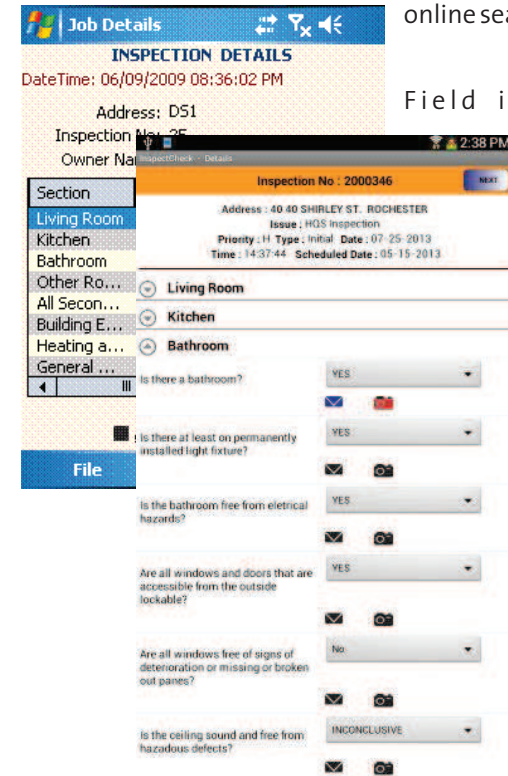 online sea
Field i
Job Details
INSPECTION DETAILS
DateTime: 06/09/2009 08:36:02 PM
Address: DS1
Inspection
Owner Na
Section
Living Room
Kitchen
Bathroom
Other Ro...
All Secon...
Building E...
Heating a...
General ...
File
2:38 PM
InspectCheck - Details
Inspection No : 2000346
NEXT
Address : 40 40 SHIRLEY ST. ROCHESTER
Issue : HQS Inspection
Priority : H Type : Initial Date : 07-25-2013
Time : 14:37:44 Scheduled Date : 05-15-2013
Living Room
Kitchen
Bathroom
Is there a bathroom?
YES
Is there at least on permanently
installed light fixture?
YES
Is the bathroom free from eletrical
hazards?
YES
Are all windows and doors that are
accessible from the outside
lockable?
YES
Are all windows free of signs of
deterioration or missing or broken
out panes?
No
Is the ceiling sound and free from
hazadous defects?
INCONCLUSIVE